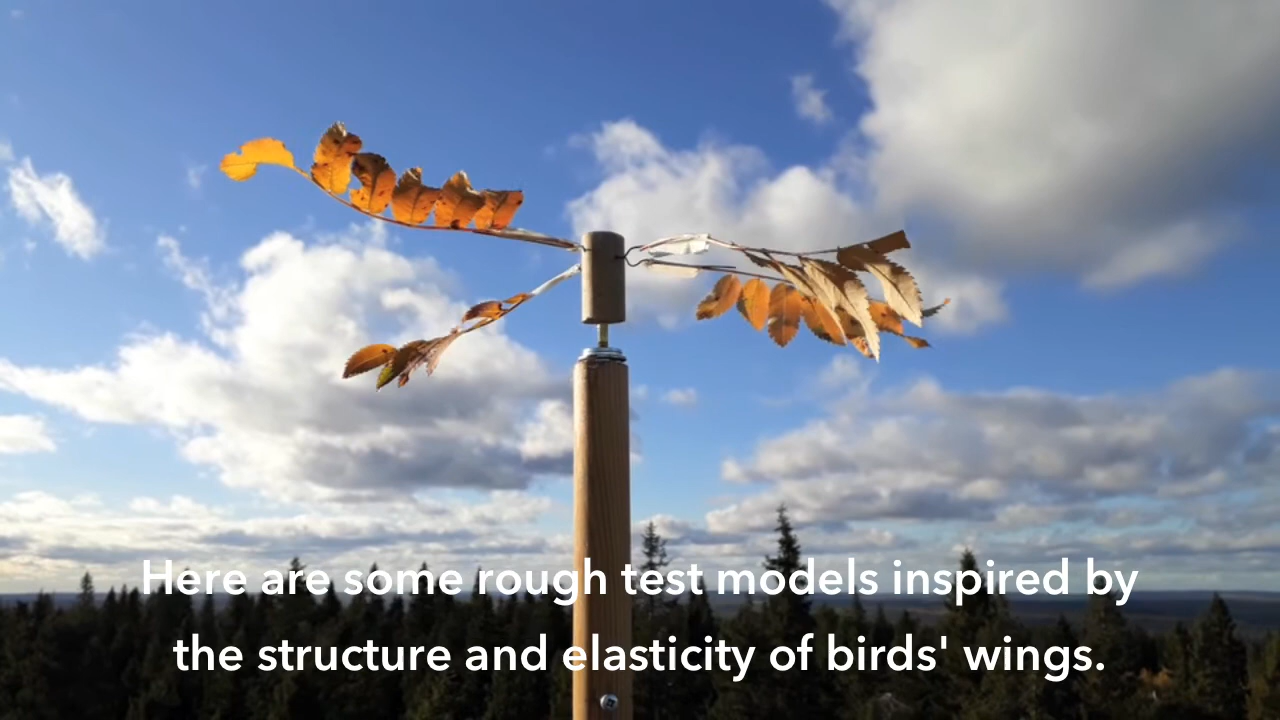 Here are some rough test models inspired by
the structure and elasticity of birds' wings.